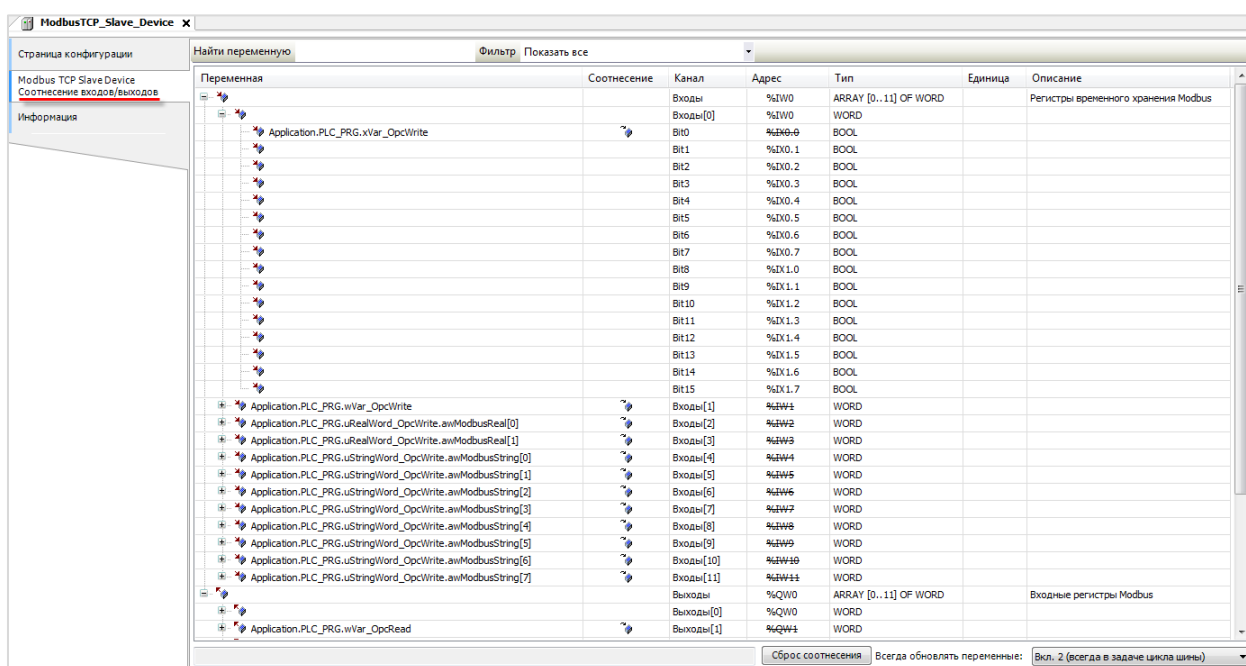 ModbusTCP_Slave_Device X
Страница конфигурации
Modbus TCP Slave Device
Соотнесение входов/выходов
Информация
Найти переменную Фильтр Показать все
Переменная Соотнесение Канал Адрес Тип Единица Описание
Входы %IW0 ARRAY [0..11] OF WORD Регистры временного хранения Modbus
Входы[0] %IW0 WORD
Application.PLC_PRG.xVar_OpcWrite Bit0 %IX0.0 BOOL
Bit1 %IX0.1 BOOL
Bit2 %IX0.2 BOOL
Bit3 %IX0.3 BOOL
Bit4 %IX0.4 BOOL
Bit5 %IX0.5 BOOL
Bit6 %IX0.6 BOOL
Bit7 %IX0.7 BOOL
Bit8 %IX1.0 BOOL
Bit9 %IX1.1 BOOL
Bit10 %IX1.2 BOOL
Bit11 %IX1.3 BOOL
Bit12 %IX1.4 BOOL
Bit13 %IX1.5 BOOL
Bit14 %IX1.6 BOOL
Bit15 %IX1.7 BOOL
Application.PLC_PRG.wVar_OpcWrite Входы[1] %IW1 WORD
Application.PLC_PRG.uRealWord_OpcWrite.awModbusReal[0] Входы[2] %IW2 WORD
Application.PLC_PRG.uRealWord_OpcWrite.awModbusReal[1] Входы[3] %IW3 WORD
Application.PLC_PRG.uStringWord_OpcWrite.awModbusString[0] Входы[4] %IW4 WORD
Application.PLC_PRG.uStringWord_OpcWrite.awModbusString[1] Входы[5] %IW5 WORD
Application.PLC_PRG.uStringWord_OpcWrite.awModbusString[2] Входы[6] %IW6 WORD
Application.PLC_PRG.uStringWord_OpcWrite.awModbusString[3] Входы[7] %IW7 WORD
Application.PLC_PRG.uStringWord_OpcWrite.awModbusString[4] Входы[8] %IW8 WORD
Application.PLC_PRG.uStringWord_OpcWrite.awModbusString[5] Входы[9] %IW9 WORD
Application.PLC_PRG.uStringWord_OpcWrite.awModbusString[6] Входы[10] %IW10 WORD
Application.PLC_PRG.uStringWord_OpcWrite.awModbusString[7] Входы[11] %IW11 WORD
Выходы %QW0 ARRAY [0..11] OF WORD Входные регистры Modbus
Выходы[0] %QW0 WORD
Application.PLC_PRG.wVar_OpcRead Выходы[1] %QW1 WORD
Сброс соотнесения Всегда обновлять переменные: Вкл. 2 (всегда в задаче цикла шины)